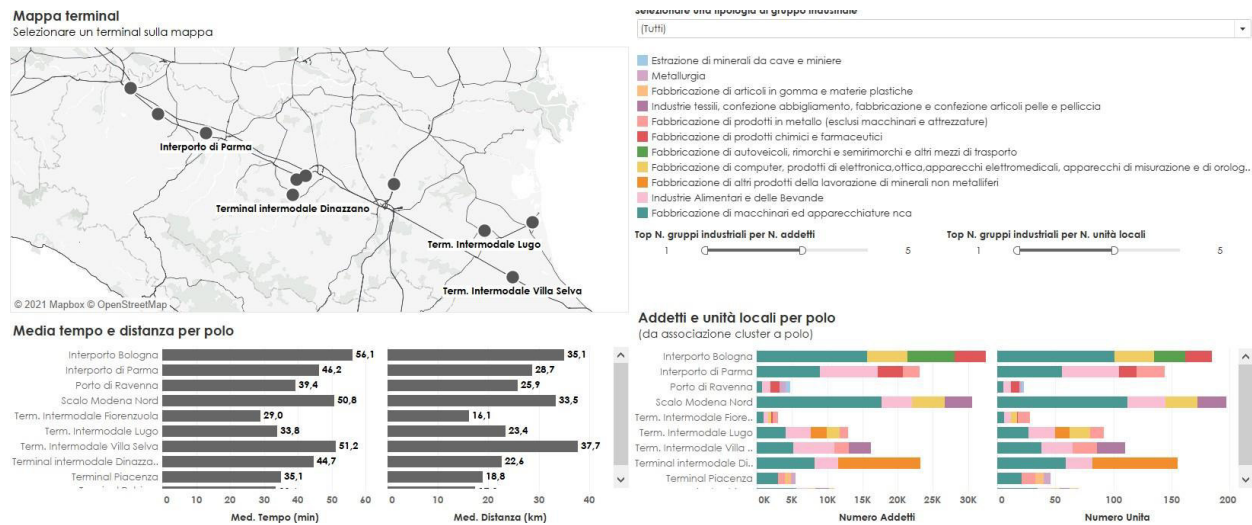 Mappa terminal
Selezionare un terminal sulla mappa
Interporto di Parma
Terminal intermodale Dinazzano
Term. Intermodale Lugo
Term. Intermodale Villa Selva
© 2021 Mapbox © OpenStreetMap
Selezionare una tipologia di gruppo industriale
(Tutti)
Estrazione di minerali da cave e miniere
Metallurgia
Fabbricazione di articoli in gomma e materie plastiche
Industrie tessili, confezione abbigliamento, fabbricazione e confezione articoli pelle e pelliccia
Fabbricazione di prodotti in metallo (esclusi macchinari e attrezzature)
Fabbricazione di prodotti chimici e farmaceutici
Fabbricazione di autoveicoli, rimorchi e semirimorchi e altri mezzi di trasporto
Fabbricazione di computer, prodotti di elettronica,ottica,apparecchi elettromedicali, apparecchi di misurazione e di orolog..
Fabbricazione di altri prodotti della lavorazione di minerali non metalliferi
Industrie Alimentari e delle Bevande
Fabbricazione di macchinari ed apparecchiature nca
Top N. gruppi industriali per N. addetti
1 5
Top N. gruppi industriali per N. unità locali
1 5
Media tempo e distanza per polo
Interporto Bologna 56,1 35,1
Interporto di Parma 46,2 28,7
Porto di Ravenna 39,4 25,9
Scalo Modena Nord 50,8 33,5
Term. Intermodale Fiorenzuola 29,0 16,1
Term. Intermodale Lugo 33,8 23,4
Term. Intermodale Villa Selva 51,2 37,7
Terminal intermodale Dinazza.. 44,7 22,6
Terminal Piacenza 35,1 18,8
0 10 20 30 40 50 60 0 10 20 30 40
Med. Tempo (min) Med. Distanza (km)
Addetti e unità locali per polo
(da associazione cluster a polo)
Interporto Bologna
Interporto di Parma
Porto di Ravenna
Scalo Modena Nord
Term. Intermodale Fiore..
Term. Intermodale Lugo
Term. Intermodale Villa ..
Terminal intermodale Di..
Terminal Piacenza
0K 5K 10K 15K 20K 25K 30K 0 50 100 150 200
Numero Addetti Numero Unita